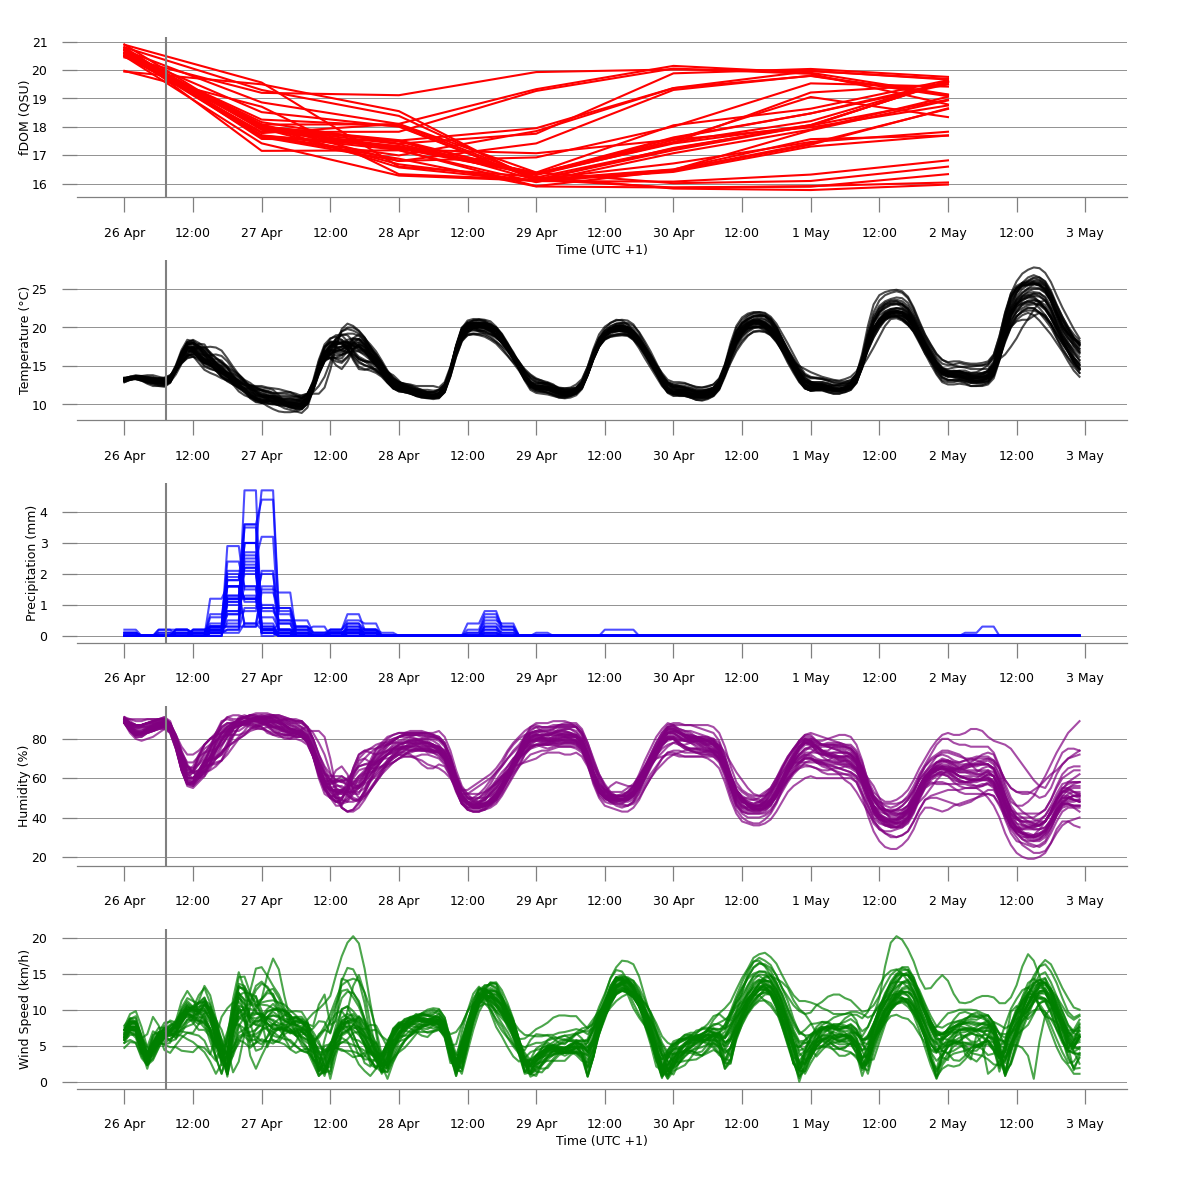 fDOM (QSU)
21
20
19
18
17
16
26 Apr 12:00 27 Apr 12:00 28 Apr 12:00 29 Apr 12:00 30 Apr 12:00 1 May 12:00 2 May 12:00 3 May
Time (UTC +1)
Temperature (°C)
25
20
15
10
26 Apr 12:00 27 Apr 12:00 28 Apr 12:00 29 Apr 12:00 30 Apr 12:00 1 May 12:00 2 May 12:00 3 May
Precipitation (mm)
4
3
2
1
0
26 Apr 12:00 27 Apr 12:00 28 Apr 12:00 29 Apr 12:00 30 Apr 12:00 1 May 12:00 2 May 12:00 3 May
Humidity (%)
80
60
40
20
26 Apr 12:00 27 Apr 12:00 28 Apr 12:00 29 Apr 12:00 30 Apr 12:00 1 May 12:00 2 May 12:00 3 May
Wind Speed (km/h)
20
15
10
5
0
26 Apr 12:00 27 Apr 12:00 28 Apr 12:00 29 Apr 12:00 30 Apr 12:00 1 May 12:00 2 May 12:00 3 May
Time (UTC +1)